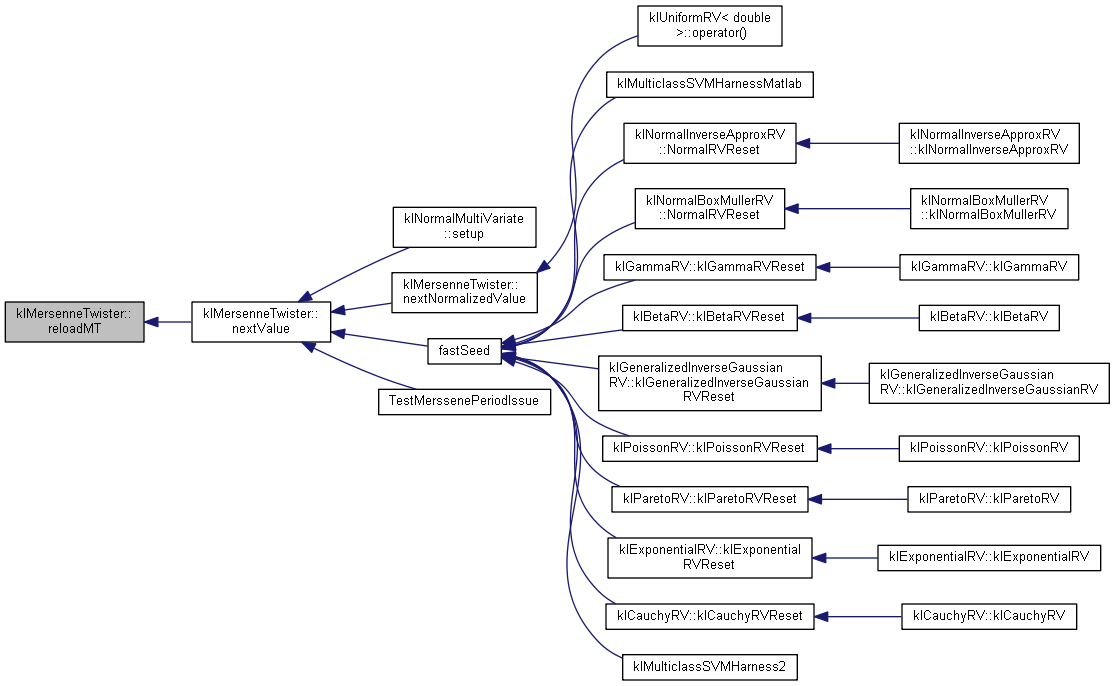 klMersenneTwister::
reloadMT
klMersenneTwister::
nextValue
klNormalMultiVariate
::setup
klMersenneTwister::
nextNormalizedValue
fastSeed
TestMerssenePeriodIssue
klUniformRV< double
>::operator()
klMulticlassSVMHarnessMatlab
klNormalInverseApproxRV
::NormalRVReset
klNormalBoxMullerRV
::NormalRVReset
klGammaRV::klGammaRVReset
klBetaRV::klBetaRVReset
klGeneralizedInverseGaussian
RV::klGeneralizedInverseGaussian
RVReset
klPoissonRV::klPoissonRVReset
klParetoRV::klParetoRVReset
klExponentialRV::klExponential
RVReset
klCauchyRV::klCauchyRVReset
klMulticlassSVMHarness2
klNormalInverseApproxRV
::klNormalInverseApproxRV
klNormalBoxMullerRV
::klNormalBoxMullerRV
klGammaRV::klGammaRV
klBetaRV::klBetaRV
klGeneralizedInverseGaussian
RV::klGeneralizedInverseGaussianRV
klPoissonRV::klPoissonRV
klParetoRV::klParetoRV
klExponentialRV::klExponentialRV
klCauchyRV::klCauchyRV